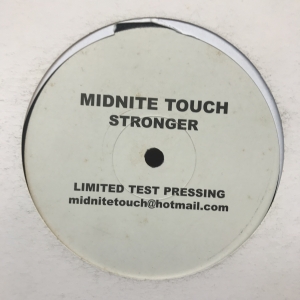 MIDNITE TOUCH
STRONGER
LIMITED TEST PRESSING
midnitetouch@hotmail.com